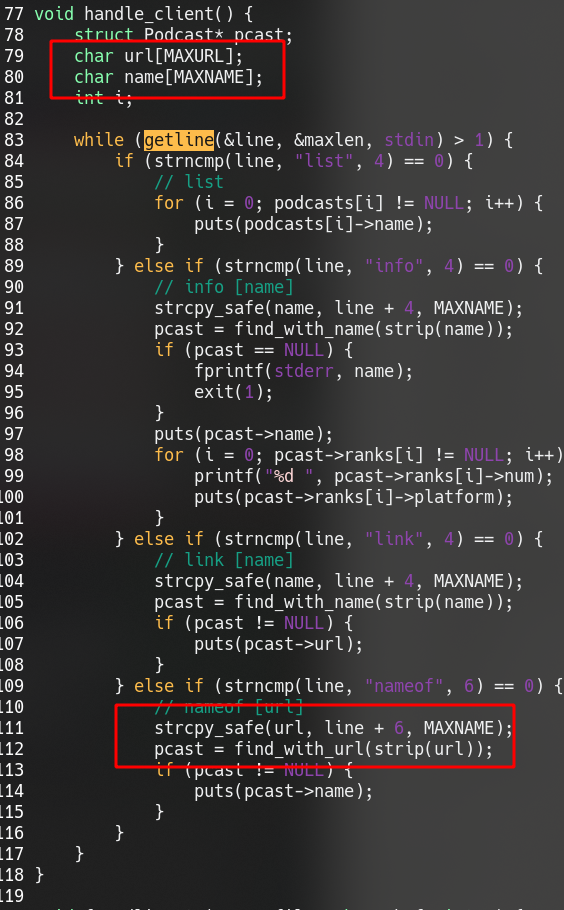 77 void handle_client() {
78     struct Podcast* pcast;
79     char url[MAXURL];
80     char name[MAXNAME];
81     int i;
82
83     while (getline(&line, &maxlen, stdin) > 1) {
84         if (strncmp(line, "list", 4) == 0) {
85             // list
86             for (i = 0; podcasts[i] != NULL; i++) {
87                 puts(podcasts[i]->name);
88             }
89         } else if (strncmp(line, "info", 4) == 0) {
90             // info [name]
91             strcpy_safe(name, line + 4, MAXNAME);
92             pcast = find_with_name(strip(name));
93             if (pcast == NULL) {
94                 fprintf(stderr, name);
95                 exit(1);
96             }
97             puts(pcast->name);
98             for (i = 0; pcast->ranks[i] != NULL; i++)
99                 printf("%d ", pcast->ranks[i]->num);
100                 puts(pcast->ranks[i]->platform);
101             }
102         } else if (strncmp(line, "link", 4) == 0) {
103             // link [name]
104             strcpy_safe(name, line + 4, MAXNAME);
105             pcast = find_with_name(strip(name));
106             if (pcast != NULL) {
107                 puts(pcast->url);
108             }
109         } else if (strncmp(line, "nameof", 6) == 0) {
110             // nameof [url]
111             strcpy_safe(url, line + 6, MAXNAME);
112             pcast = find_with_url(strip(url));
113             if (pcast != NULL) {
114                 puts(pcast->name);
115             }
116         }
117     }
118 }
119